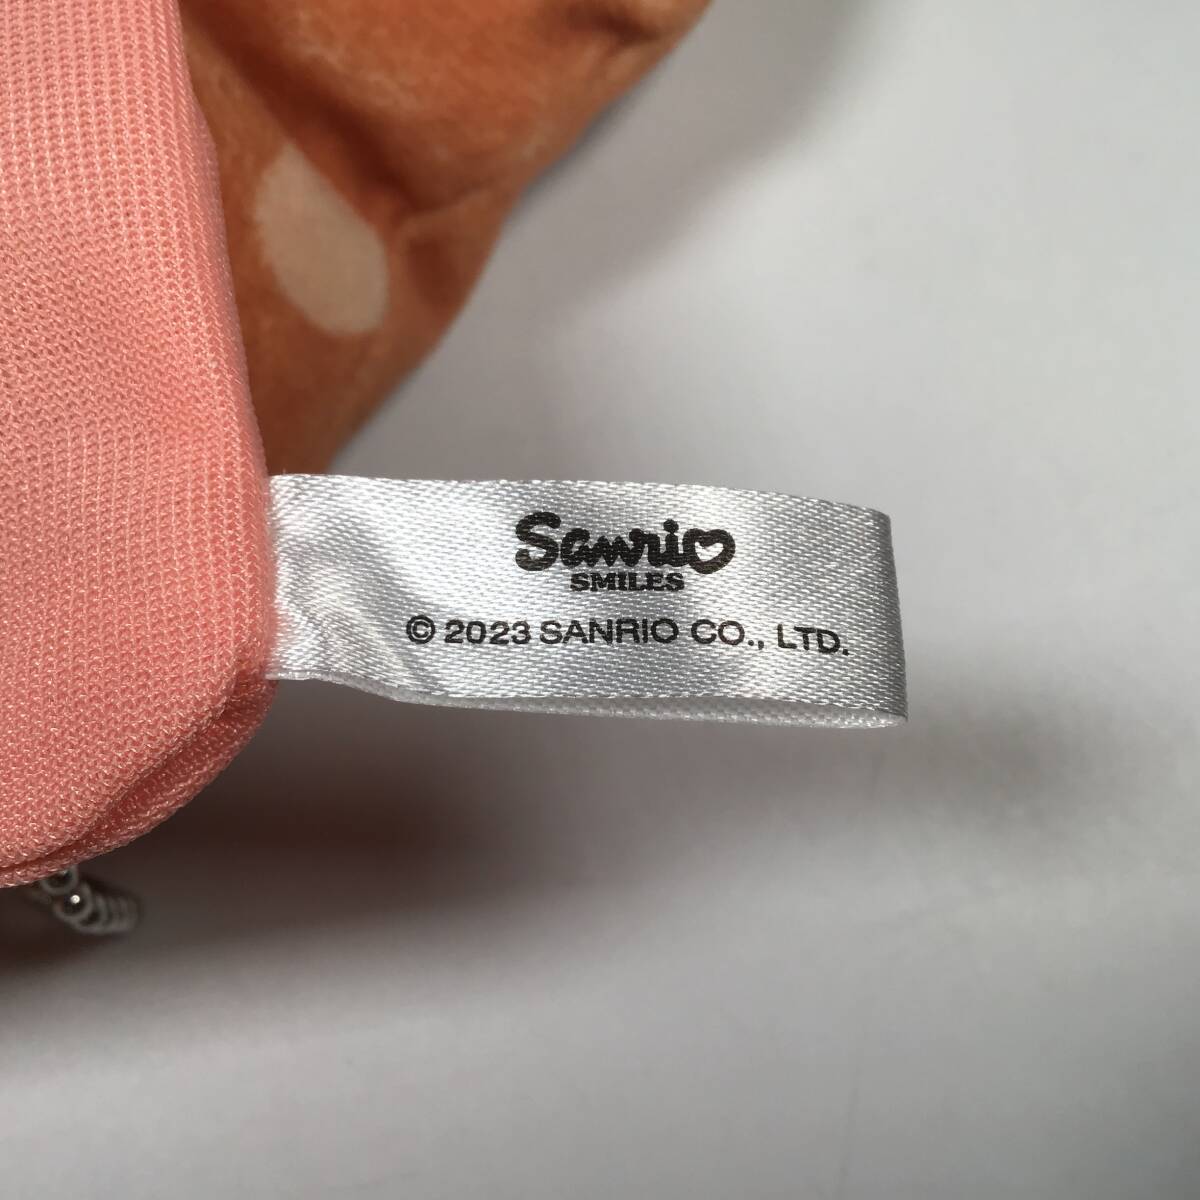 Sanrio
SMILES
© 2023 SANRIO CO., LTD.